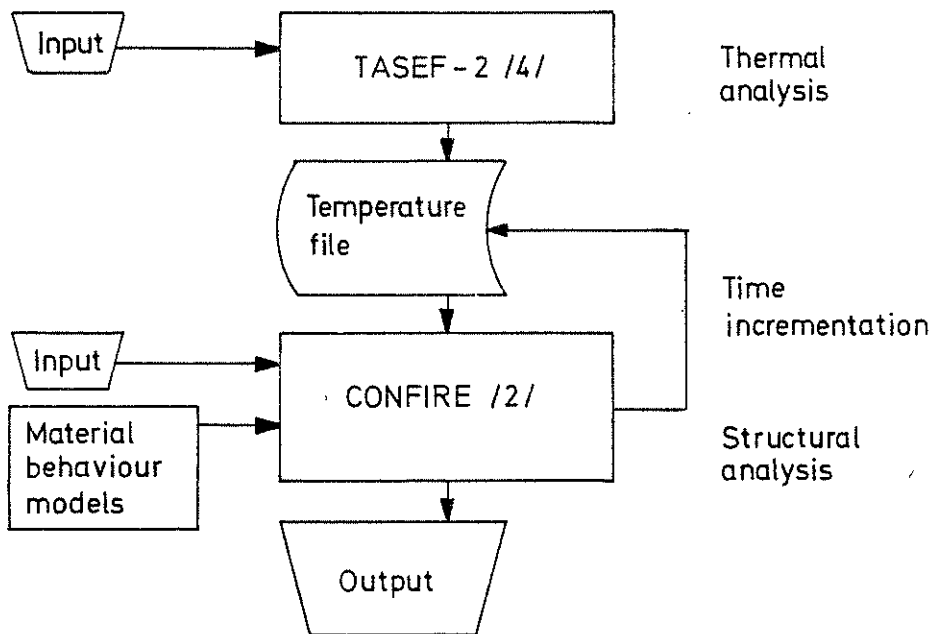 Input
TASEF-2 /4/
Thermal
analysis
Temperature
file
Time
incrementation
Input
CONFIRE /2/
Material
behaviour
models
Structural
analysis
Output